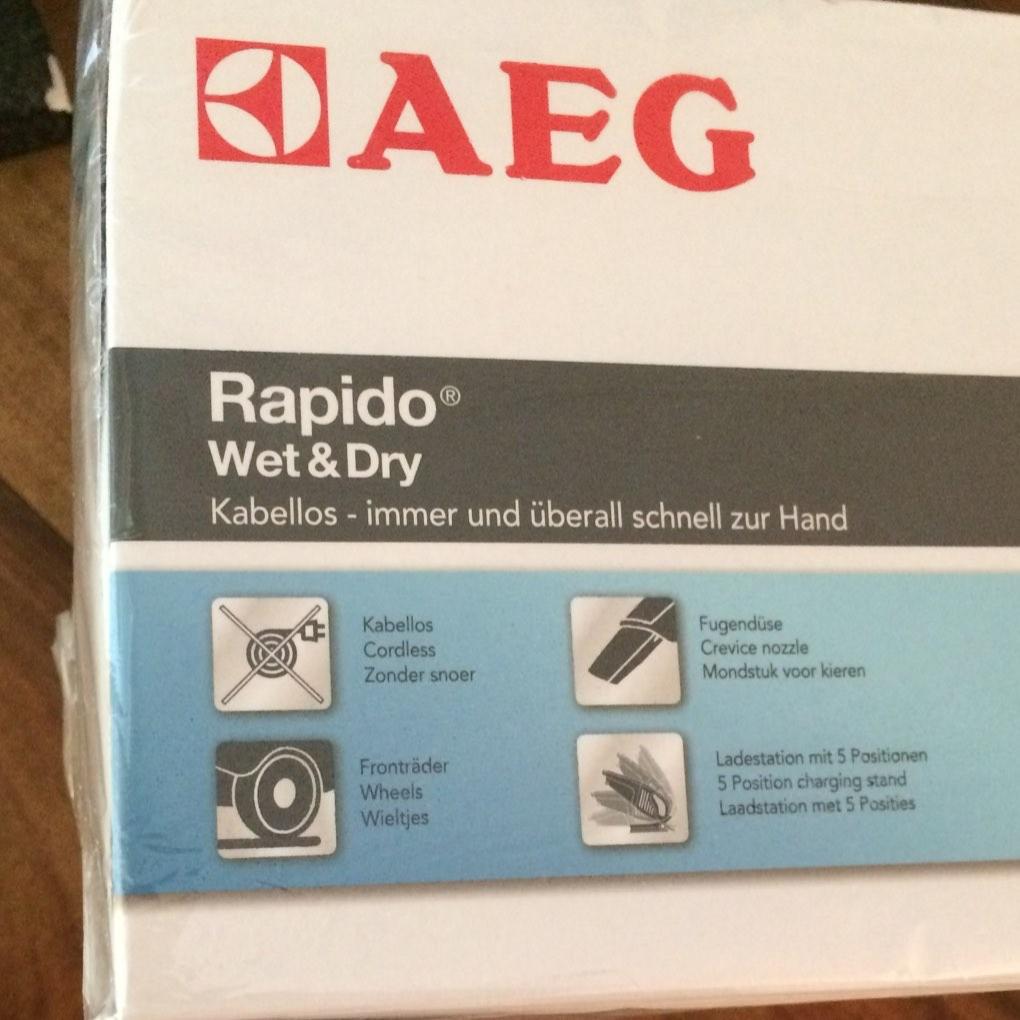 AEG
Rapido®
Wet & Dry
Kabellos - immer und überall schnell zur Hand
Kabellos
Cordless
Zonder snoer
Fugendüse
Crevice nozzle
Mondstuk voor kieren
Fronträder
Wheels
Wieltjes
Ladestation mit 5 Positionen
5 Position charging stand
Laadstation met 5 Posities